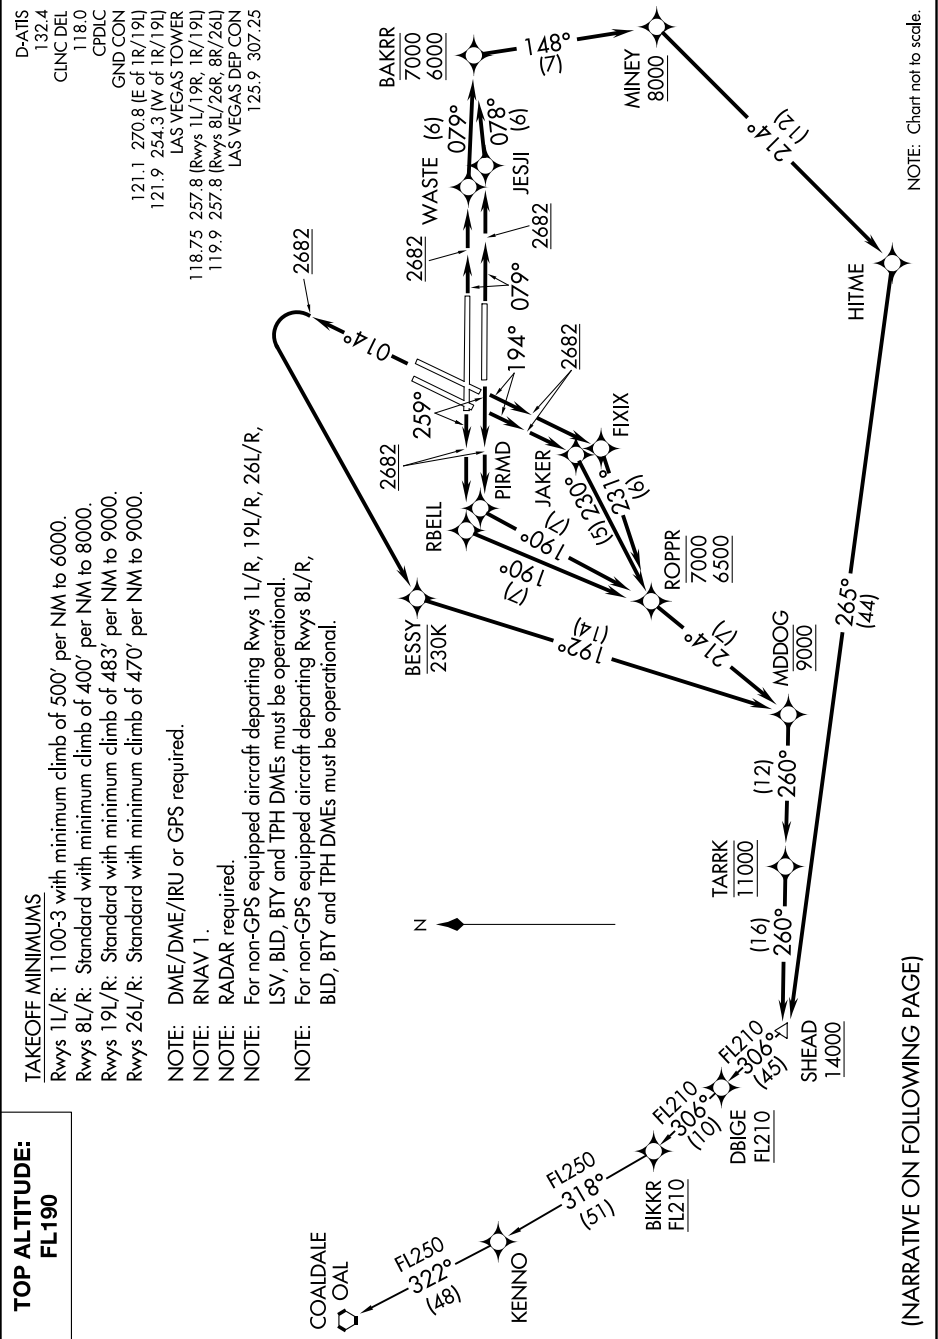 TOP ALTITUDE:
FL190
TAKEOFF MINIMUMS
Rwys 1L/R: 1100-3 with minimum climb of 500' per NM to 6000.
Rwys 8L/R: Standard with minimum climb of 400' per NM to 8000.
Rwys 19L/R: Standard with minimum climb of 483' per NM to 9000.
Rwys 26L/R: Standard with minimum climb of 470' per NM to 9000.
NOTE: DME/DME/IRU or GPS required.
NOTE: RNAV 1.
NOTE: RADAR required.
NOTE: For non-GPS equipped aircraft departing Rwys 1L/R, 19L/R, 26L/R,
LSV, BLD, BTY and TPH DMEs must be operational.
NOTE: For non-GPS equipped aircraft departing Rwys 8L/R,
BLD, BTY and TPH DMEs must be operational.
D-ATIS
132.4
CLNC DEL
118.0
CPDLC
GND CON
121.1 270.8 (E of 1R/19L)
121.9 254.3 (W of 1R/19L)
LAS VEGAS TOWER
118.75 257.8 (Rwys 1L/19R, 1R/19L)
119.9 257.8 (Rwys 8L/26R, 8R/26L)
LAS VEGAS DEP CON
125.9 307.25
2682
014°
BAKRR
7000
6000
148°
(7)
MINEY
8000
214°
(12)
HITME
265°
(44)
WASTE
(6)
079°
078°
(6)
JESJI
2682
2682
079°
194°
2682
259°
2682
RBELL
PIRMD
JAKER
FIXIX
(5) 230°
231°
(6)
190°
(7)
190°
(7)
ROPPR
7000
6500
214°
(7)
BESSY
230K
192°
(14)
MDDOG
9000
(12)
260°
TARRK
11000
(16)
260°
SHEAD
14000
N
FL210
306°
(45)
DBIGE
FL210
FL210
306°
(10)
BIKKR
FL210
FL250
318°
(51)
KENNO
FL250
322°
(48)
COALDALE
OAL
NOTE: Chart not to scale.
(NARRATIVE ON FOLLOWING PAGE)